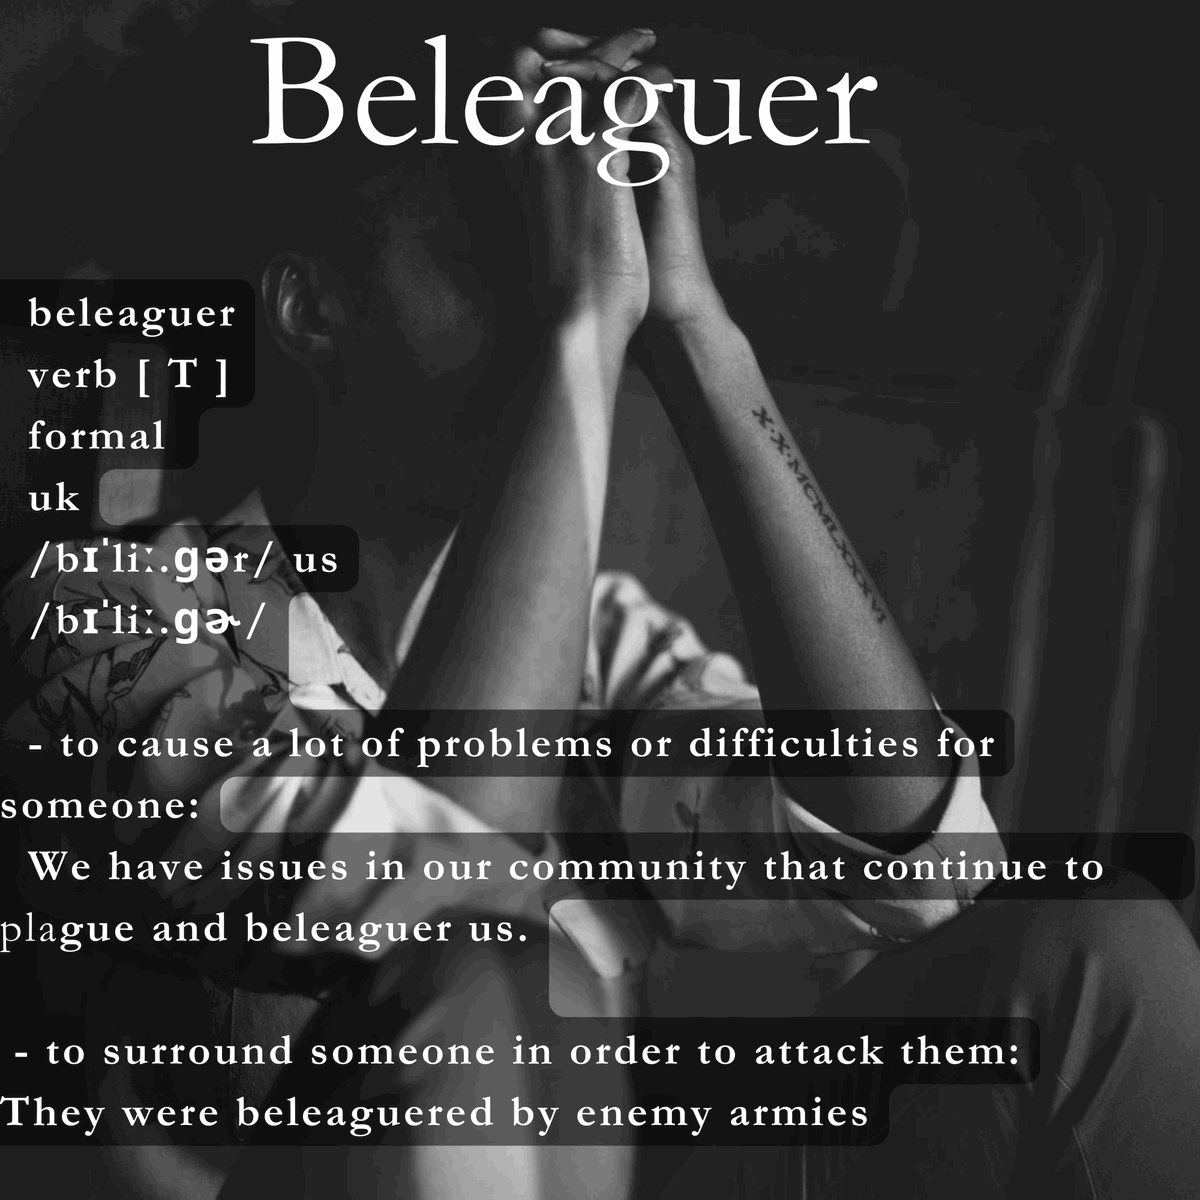 Beleaguer
beleaguer
verb [ T ]
formal
uk
/bɪˈliː.ɡər/ us
/bɪˈliː.ɡɚ/
- to cause a lot of problems or difficulties for
someone:
We have issues in our community that continue to
plague and beleaguer us.
- to surround someone in order to attack them:
They were beleaguered by enemy armies
X·X·MCMLXXXVI